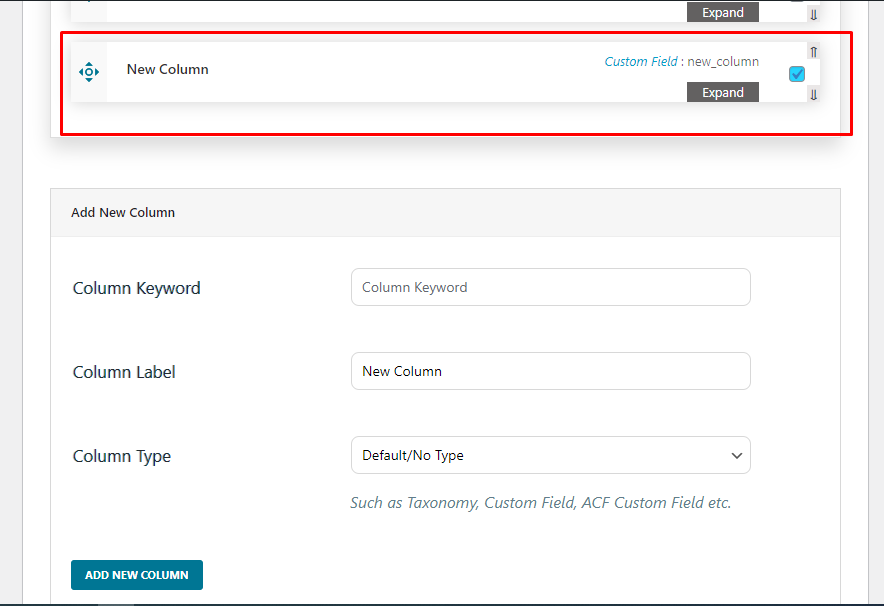 Expand
New Column
Custom Field : new_column
Expand
Add New Column
Column Keyword
Column Keyword
Column Label
New Column
Column Type
Default/No Type
Such as Taxonomy, Custom Field, ACF Custom Field etc.
ADD NEW COLUMN